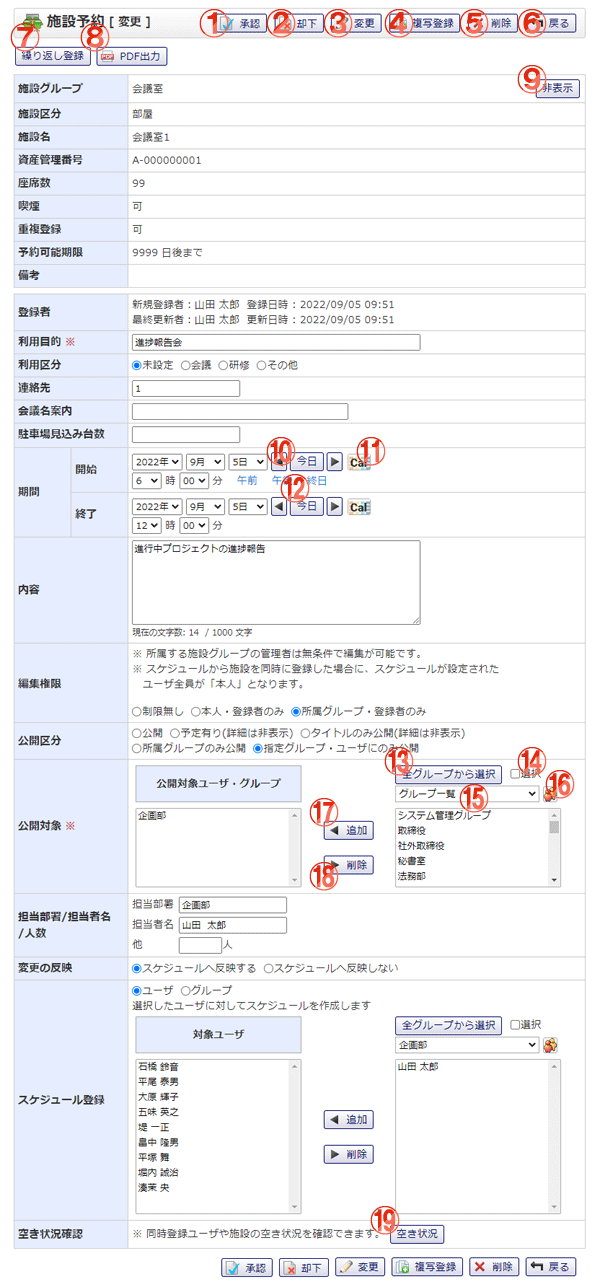 施設予約 [ 変更 ]
① 承認 ② 却下 ③ 変更 ④ 複写登録 ⑤ 削除 ⑥ 戻る
⑦ ⑧
繰り返し登録 PDF PDF出力
⑨
施設グループ 会議室 非表示
施設区分 部屋
施設名 会議室1
資産管理番号 A-000000001
座席数 99
喫煙 可
重複登録 可
予約可能期限 9999 日後まで
備考
登録者 新規登録者：山田 太郎 登録日時：2022/09/05 09:51
最終更新者：山田 太郎 更新日時：2022/09/05 09:51
利用目的 ※ 進捗報告会
利用区分 未設定 会議 研修 その他
連絡先 1
会議名案内
駐車場見込み台数
⑩ ⑪
期間 開始 2022年 9月 5日 ◀ 今日 ▶ Cal
6 時 00 分 午前 午 終日
⑫
終了 2022年 9月 5日 ◀ 今日 ▶ Cal
12 時 00 分
内容 進行中プロジェクトの進捗報告
現在の文字数: 14 / 1000 文字
編集権限 ※ 所属する施設グループの管理者は無条件で編集が可能です。
※ スケジュールから施設を同時に登録した場合に、スケジュールが設定された
ユーザ全員が「本人」となります。
制限無し 本人・登録者のみ 所属グループ・登録者のみ
公開区分 公開 予定有り(詳細は非表示) タイトルのみ公開(詳細は非表示)
所属グループのみ公開 指定グループ・ユーザにのみ公開
⑬ ⑭
公開対象 ※ 公開対象ユーザ・グループ 全グループから選択 選択
⑮ ⑯
グループ一覧
企画部 ⑰ ◀ 追加 ⑱ ▶ 削除
システム管理グループ
取締役
社外取締役
秘書室
法務部
担当部署/担当者名
/人数
担当部署 企画部
担当者名 山田 太郎
他 人
変更の反映 スケジュールへ反映する スケジュールへ反映しない
スケジュール登録 ユーザ グループ
選択したユーザに対してスケジュールを作成します
対象ユーザ 全グループから選択 選択
企画部
石橋 鈴音
平尾 泰男
大原 輝子
五味 英之
堤 一正
畠中 隆男
平塚 舞
堀内 誠治
湊茉 央
◀ 追加
▶ 削除
山田 太郎
⑲
空き状況確認 ※ 同時登録ユーザや施設の空き状況を確認できます。 空き状況
承認 却下 変更 複写登録 削除 戻る